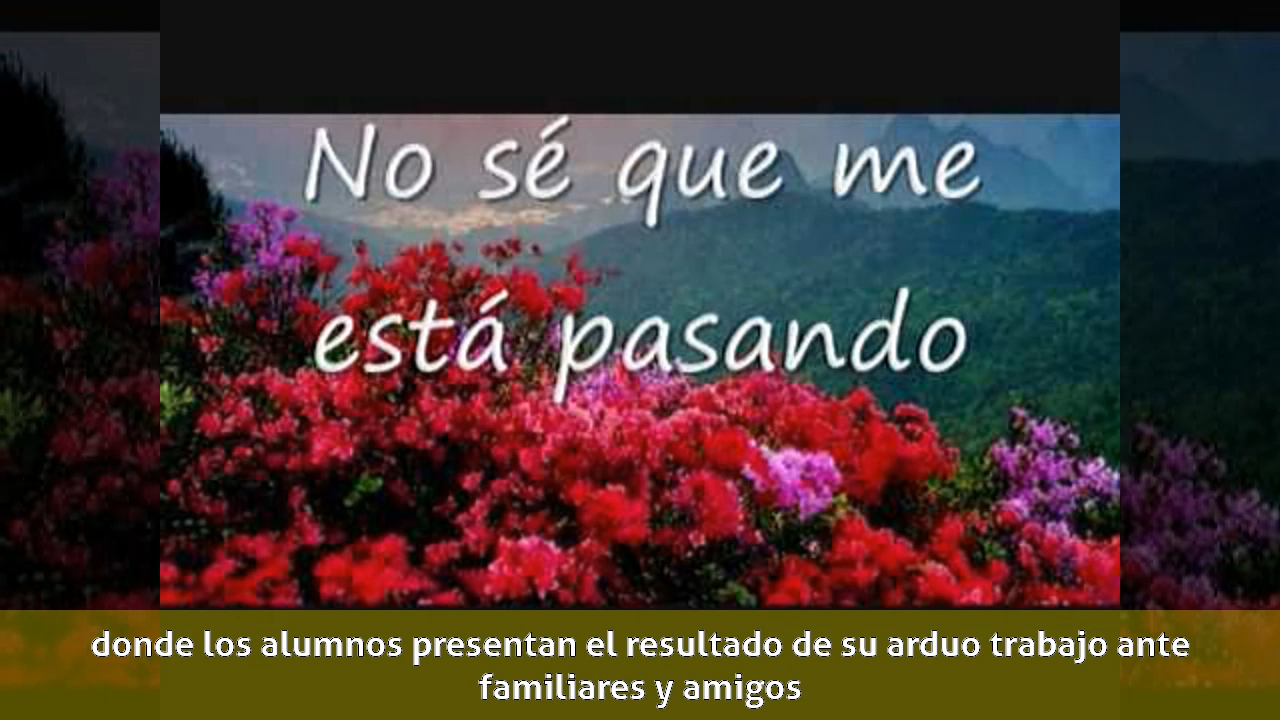 No sé que me
está pasando
donde los alumnos presentan el resultado de su arduo trabajo ante
familiares y amigos